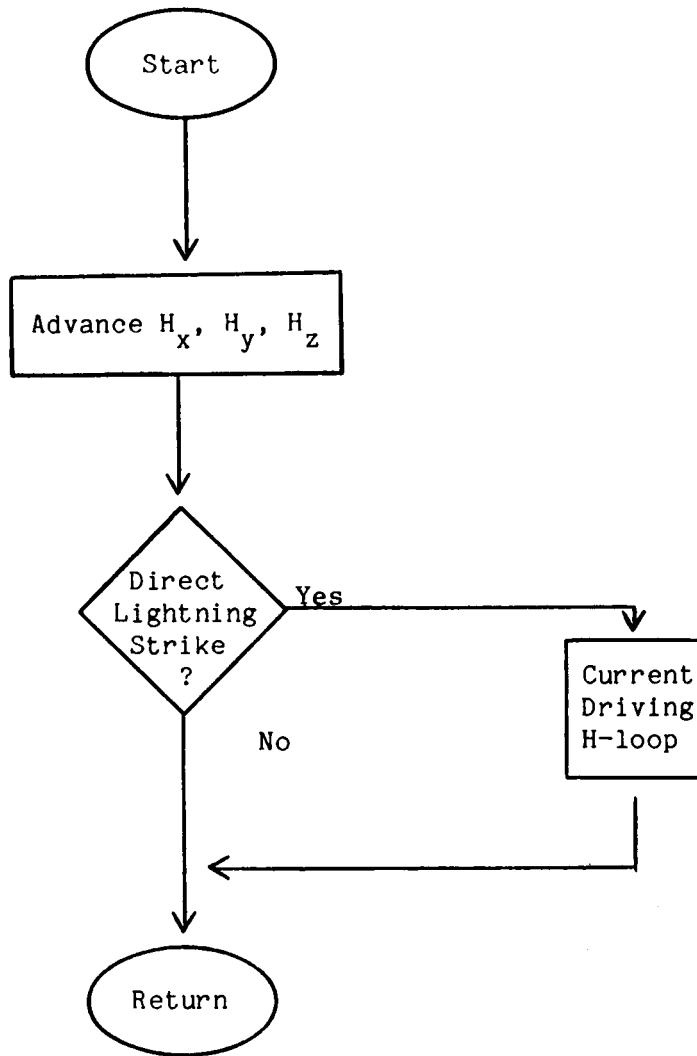 Start
Advance H_x, H_y, H_z
Direct
Lightning
Strike
?
Yes
No
Current
Driving
H-loop
Return